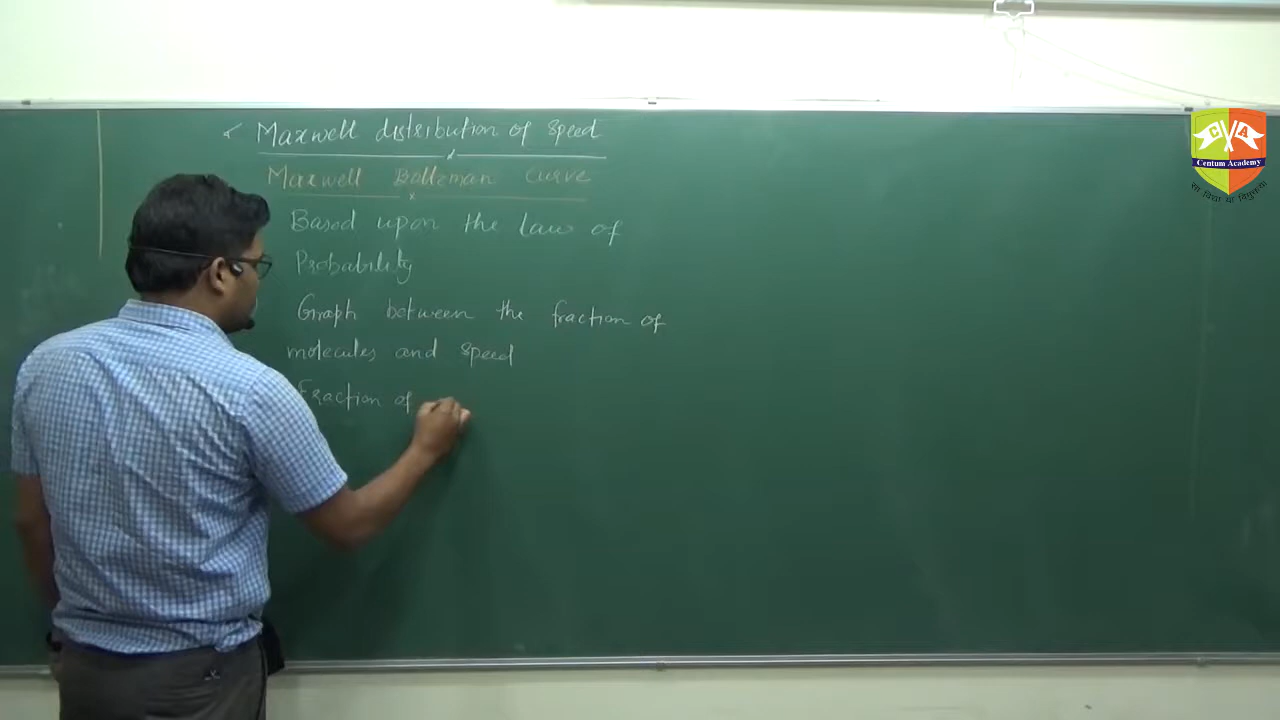 Maxwell distribution of speed
Maxwell Boltzman Curve
Based upon the law of
Probability
Graph between the fraction of
molecules and speed
Fraction of
C A
Centum Academy
सा विद्या या विमुक्तये